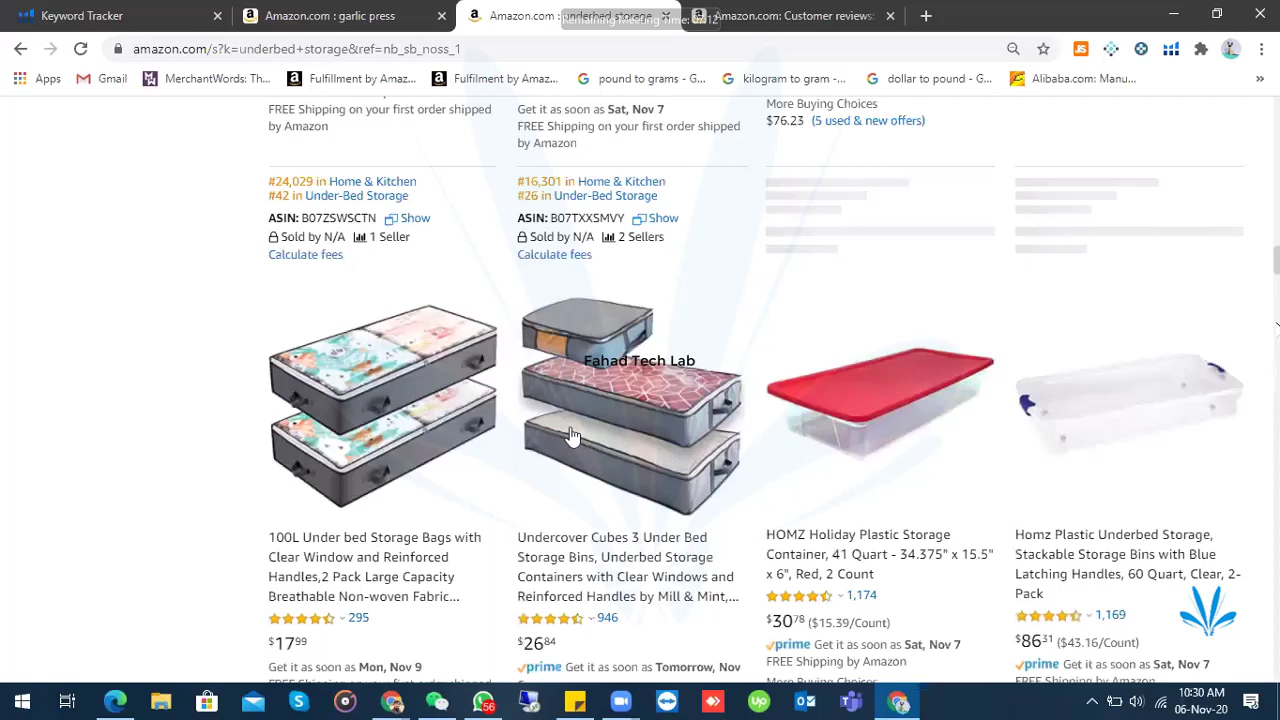 Keyword Tracker
Amazon.com : garlic press
Amazon.com : underbed storage
Amazon.com: Customer reviews:
Remaining Meeting Time:
amazon.com/s?k=underbed+storage&ref=nb_sb_noss_1
Apps
Gmail
MerchantWords: Th...
Fulfillment by Amaz...
Fulfilment by Amaz...
pound to grams - G...
kilogram to gram -...
dollar to pound - G...
Alibaba.com: Manu...
FREE Shipping on your first order shipped
by Amazon
Get it as soon as Sat, Nov 7
FREE Shipping on your first order shipped
by Amazon
More Buying Choices
$76.23 (5 used & new offers)
#24,029 in Home & Kitchen
#42 in Under-Bed Storage
ASIN: B07ZSWSCTN Show
Sold by N/A 1 Seller
Calculate fees
#16,301 in Home & Kitchen
#26 in Under-Bed Storage
ASIN: B07TXXSMVY Show
Sold by N/A 2 Sellers
Calculate fees
Fahad Tech Lab
100L Under bed Storage Bags with
Clear Window and Reinforced
Handles,2 Pack Large Capacity
Breathable Non-woven Fabric...
295
$17.99
Get it as soon as Mon, Nov 9
Undercover Cubes 3 Under Bed
Storage Bins, Underbed Storage
Containers with Clear Windows and
Reinforced Handles by Mill & Mint,...
946
$26.84
prime Get it as soon as Tomorrow, Nov
HOMZ Holiday Plastic Storage
Container, 41 Quart - 34.375" x 15.5"
x 6", Red, 2 Count
1,174
$30.78 ($15.39/Count)
prime Get it as soon as Sat, Nov 7
FREE Shipping by Amazon
More Buying Choices
Homz Plastic Underbed Storage,
Stackable Storage Bins with Blue
Latching Handles, 60 Quart, Clear, 2-
Pack
1,169
$86.31 ($43.16/Count)
prime Get it as soon as Sat, Nov 7
FREE Shipping by Amazon
56
10:30 AM
06-Nov-20